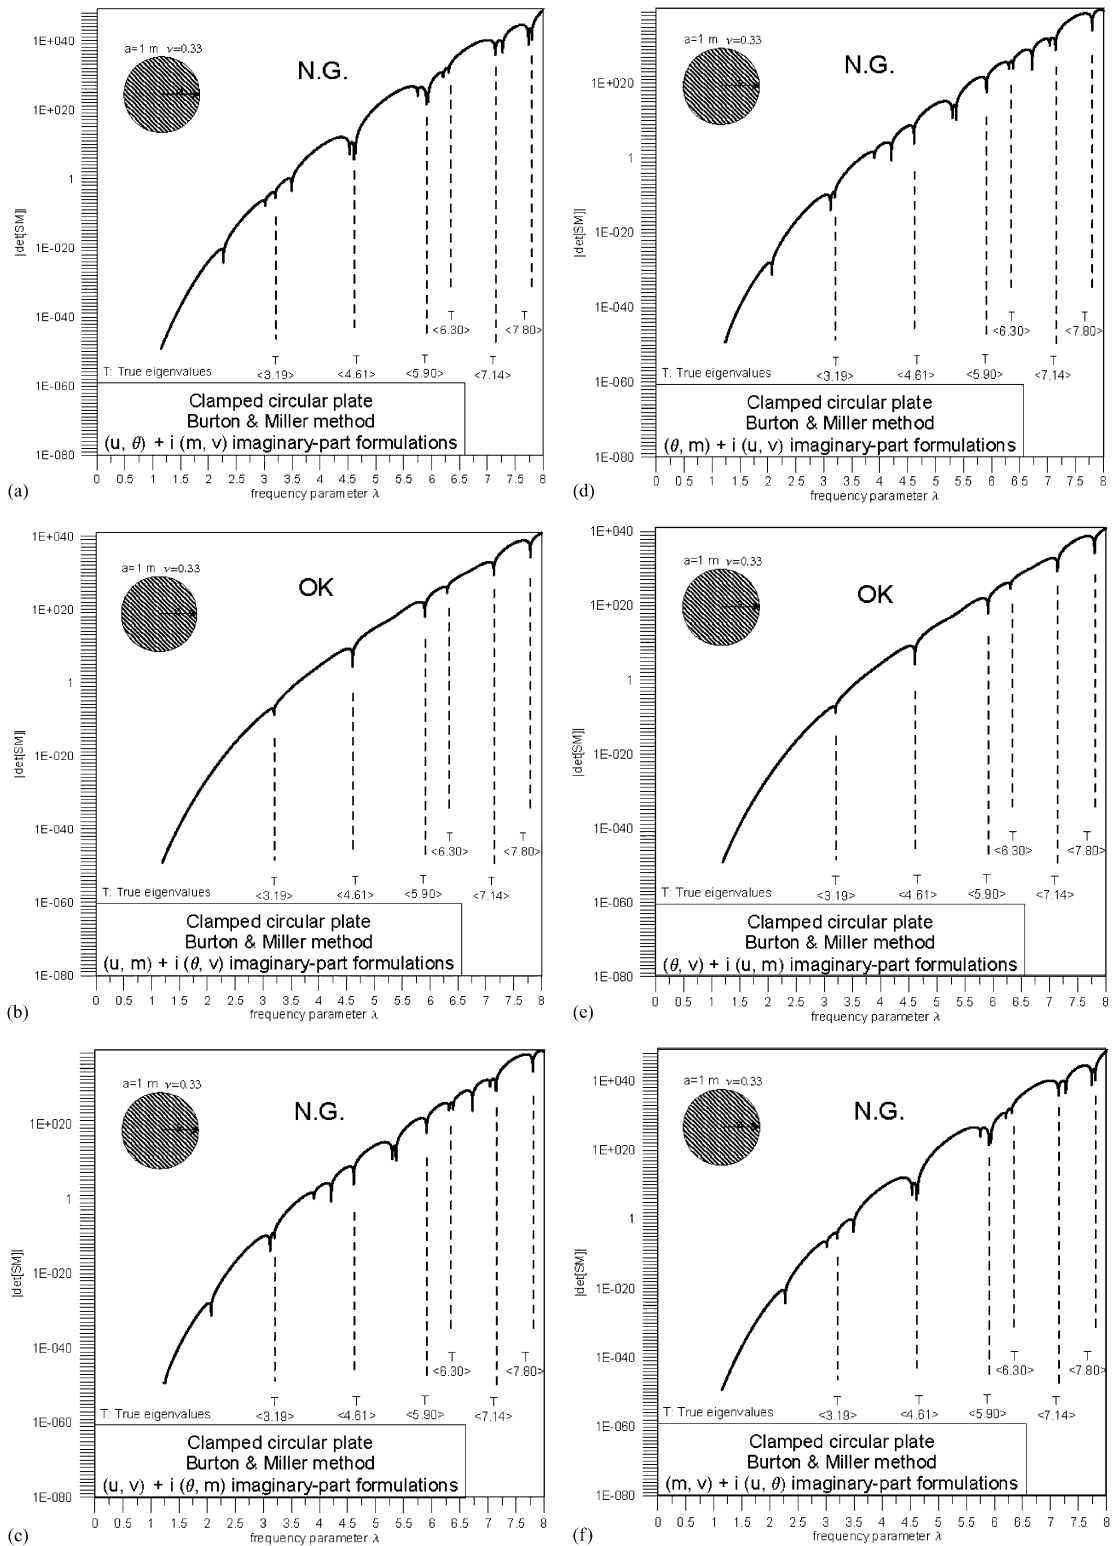 1E+040
1E+020
1
1E-020
1E-040
1E-060
1E-080
|det[SM]|
a=1 m ν=0.33
N.G.
T
<6.30>
T
<7.80>
T: True eigenvalues
T
<3.19>
T
<4.61>
T
<5.90>
T
<7.14>
Clamped circular plate
Burton & Miller method
(u, θ) + i (m, v) imaginary-part formulations
0 0.5 1 1.5 2 2.5 3 3.5 4 4.5 5 5.5 6 6.5 7 7.5 8
frequency parameter λ
(a)
1E+020
1
1E-020
1E-040
1E-060
1E-080
|det[SM]|
a=1 m ν=0.33
N.G.
T
<6.30>
T
<7.80>
T: True eigenvalues
T
<3.19>
T
<4.61>
T
<5.90>
T
<7.14>
Clamped circular plate
Burton & Miller method
(θ, m) + i (u, v) imaginary-part formulations
0 0.5 1 1.5 2 2.5 3 3.5 4 4.5 5 5.5 6 6.5 7 7.5 8
frequency parameter λ
(d)
1E+040
1E+020
1
1E-020
1E-040
1E-060
1E-080
|det[SM]|
a=1 m ν=0.33
OK
T
<6.30>
T
<7.80>
T: True eigenvalues
T
<3.19>
T
<4.61>
T
<5.90>
T
<7.14>
Clamped circular plate
Burton & Miller method
(u, m) + i (θ, v) imaginary-part formulations
0 0.5 1 1.5 2 2.5 3 3.5 4 4.5 5 5.5 6 6.5 7 7.5 8
frequency parameter λ
(b)
1E+040
1E+020
1
1E-020
1E-040
1E-060
1E-080
|det[SM]|
a=1 m ν=0.33
OK
T
<6.30>
T
<7.80>
T: True eigenvalues
T
<3.19>
T
<4.61>
T
<5.90>
T
<7.14>
Clamped circular plate
Burton & Miller method
(θ, v) + i (u, m) imaginary-part formulations
0 0.5 1 1.5 2 2.5 3 3.5 4 4.5 5 5.5 6 6.5 7 7.5 8
frequency parameter λ
(e)
1E+020
1
1E-020
1E-040
1E-060
1E-080
|det[SM]|
a=1 m ν=0.33
N.G.
T
<6.30>
T
<7.80>
T: True eigenvalues
T
<3.19>
T
<4.61>
T
<5.90>
T
<7.14>
Clamped circular plate
Burton & Miller method
(u, v) + i (θ, m) imaginary-part formulations
0 0.5 1 1.5 2 2.5 3 3.5 4 4.5 5 5.5 6 6.5 7 7.5 8
frequency parameter λ
(c)
1E+040
1E+020
1
1E-020
1E-040
1E-060
1E-080
|det[SM]|
a=1 m ν=0.33
N.G.
T
<6.30>
T
<7.80>
T: True eigenvalues
T
<3.19>
T
<4.61>
T
<5.90>
T
<7.14>
Clamped circular plate
Burton & Miller method
(m, v) + i (u, θ) imaginary-part formulations
0 0.5 1 1.5 2 2.5 3 3.5 4 4.5 5 5.5 6 6.5 7 7.5 8
frequency parameter λ
(f)